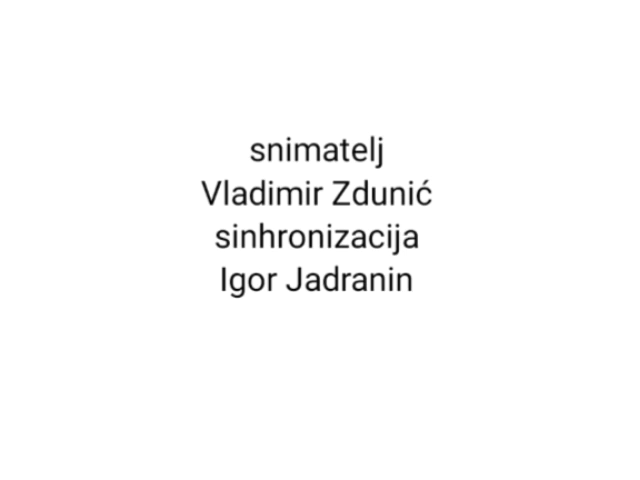 snimatelj
Vladimir Zdunić
sinhronizacija
Igor Jadranin